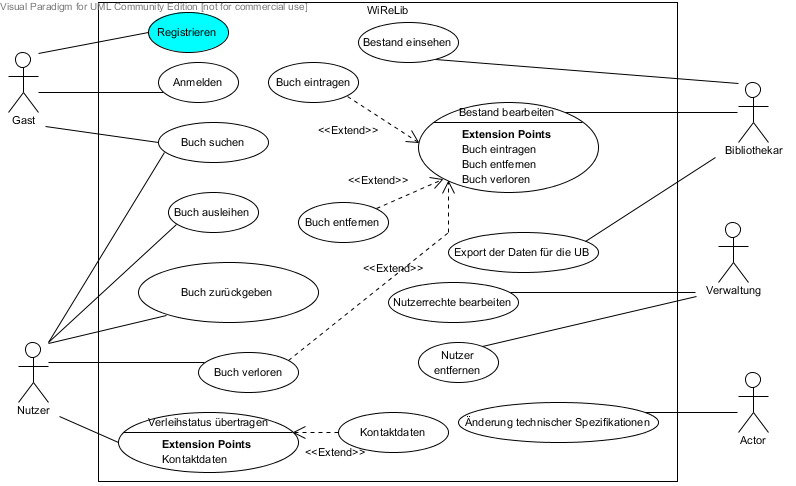 Visual Paradigm for UML Community Edition [not for commercial use]
WiReLib
Registrieren
Bestand einsehen
Anmelden
Buch eintragen
Gast
Bestand bearbeiten
Extension Points
Buch eintragen
Buch entfernen
Buch verloren
<<Extend>>
Bibliothekar
Buch suchen
<<Extend>>
Buch ausleihen
Buch entfernen
Export der Daten für die UB
<<Extend>>
Buch zurückgeben
Nutzerrechte bearbeiten
Verwaltung
Buch verloren
Nutzer
entfernen
Nutzer
Verleihstatus übertragen
Extension Points
Kontaktdaten
Kontaktdaten
<<Extend>>
Änderung technischer Spezifikationen
Actor